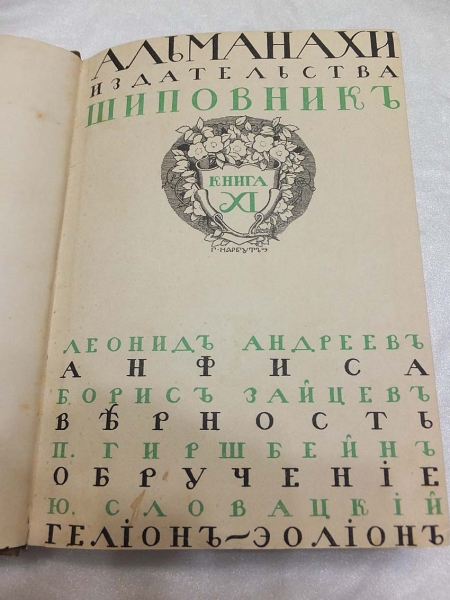 АЛЬМАНАХИ
ИЗДАТЕЛЬСТВА
ШИПОВНИКЪ
КНИГА
XI
Г·НАРБУТЪ
ЛЕОНИДЪ АНДРЕЕВЪ
АНФИСА
БОРИСЪ ЗАЙЦЕВЪ
ВѢРНОСТЬ
П. ГИРШБЕЙНЪ
ОБРУЧЕНІЕ
Ю. СЛОВАЦКІЙ
ГЕЛІОНЪ~ЭОЛІОНЪ